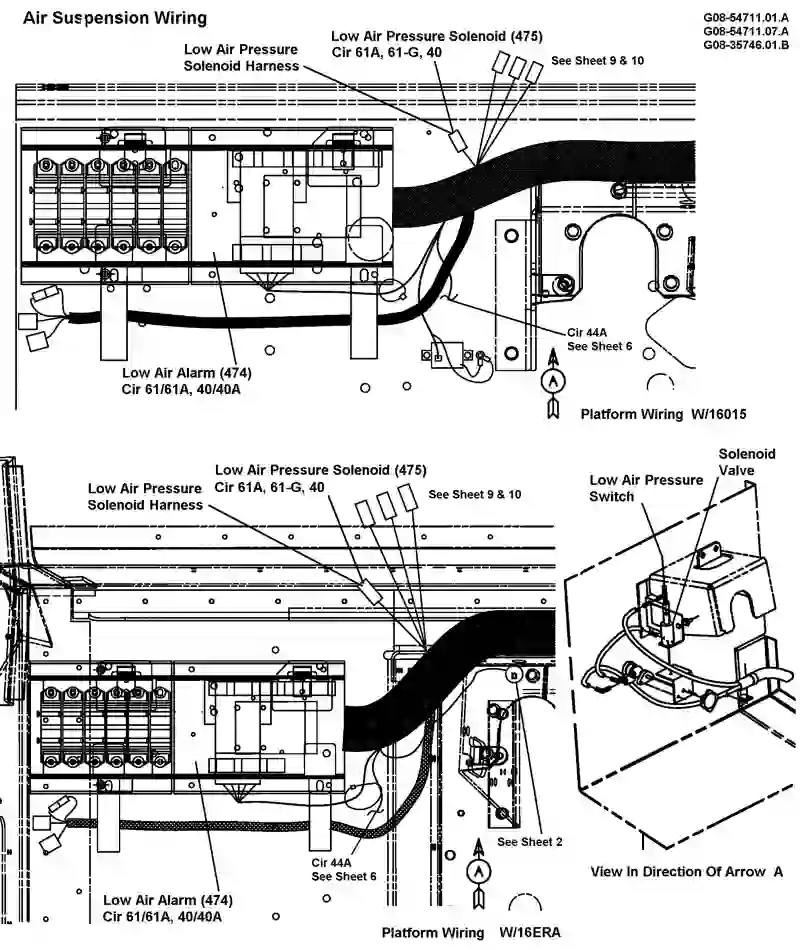 Air Suspension Wiring
G08-54711.01.A
G08-54711.07.A
G08-35746.01.B
Low Air Pressure
Solenoid Harness
Low Air Pressure Solenoid (475)
Cir 61A, 61-G, 40
See Sheet 9 & 10
Cir 44A
See Sheet 6
Low Air Alarm (474)
Cir 61/61A, 40/40A
A
Platform Wiring W/16015
Low Air Pressure Solenoid (475)
Cir 61A, 61-G, 40
Low Air Pressure
Solenoid Harness
See Sheet 9 & 10
Solenoid
Valve
Low Air Pressure
Switch
See Sheet 2
Cir 44A
See Sheet 6
A
View In Direction Of Arrow A
Low Air Alarm (474)
Cir 61/61A, 40/40A
Platform Wiring W/16ERA